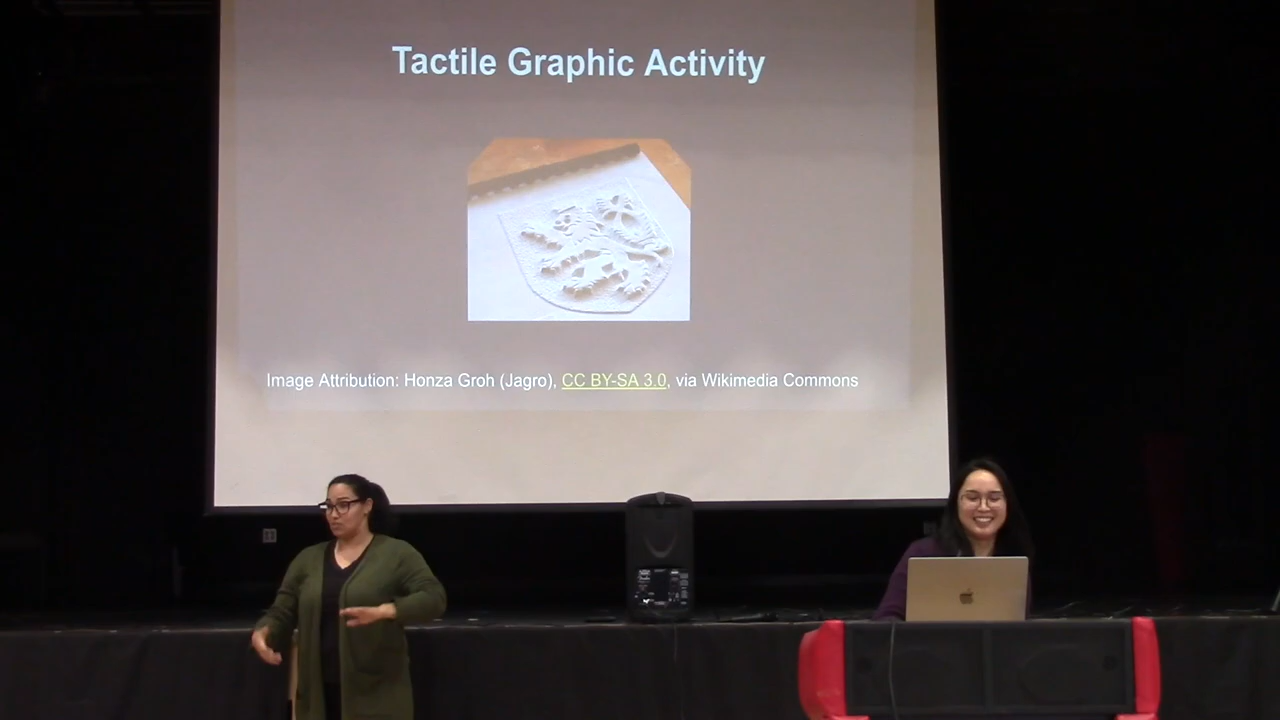 Tactile Graphic Activity
Image Attribution: Honza Groh (Jagro), CC BY-SA 3.0, via Wikimedia Commons